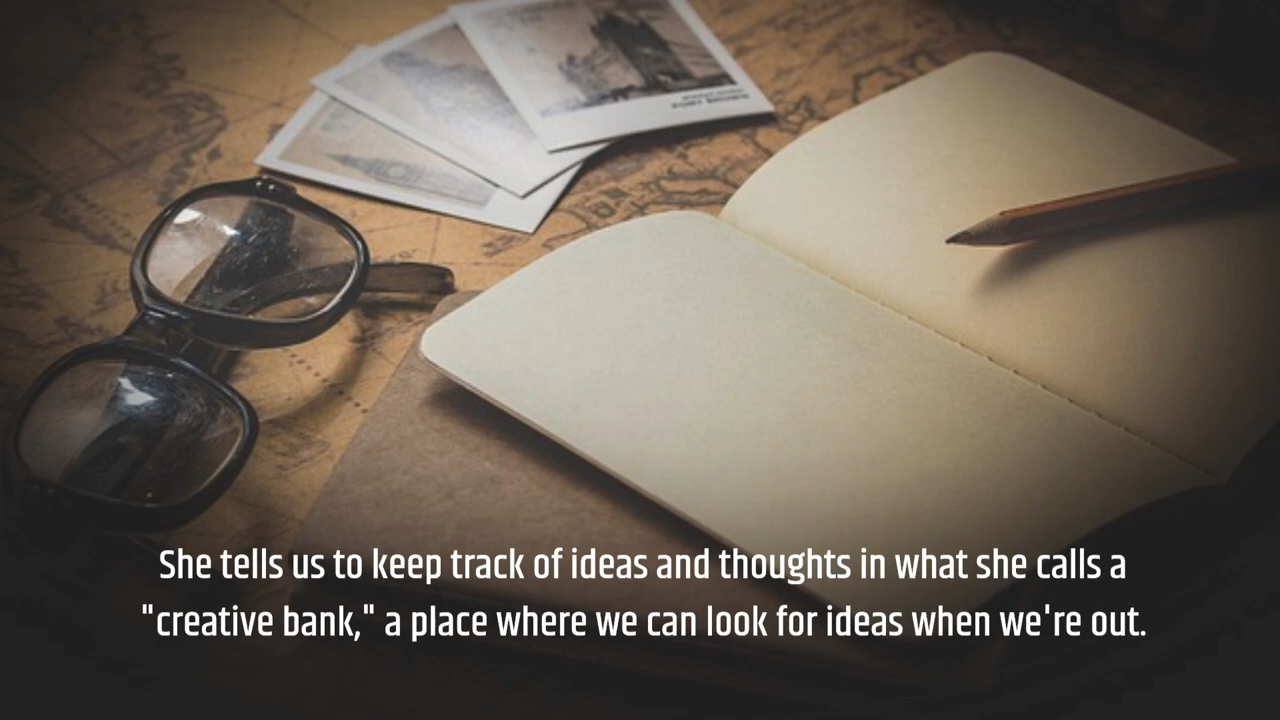 She tells us to keep track of ideas and thoughts in what she calls a
"creative bank," a place where we can look for ideas when we're out.